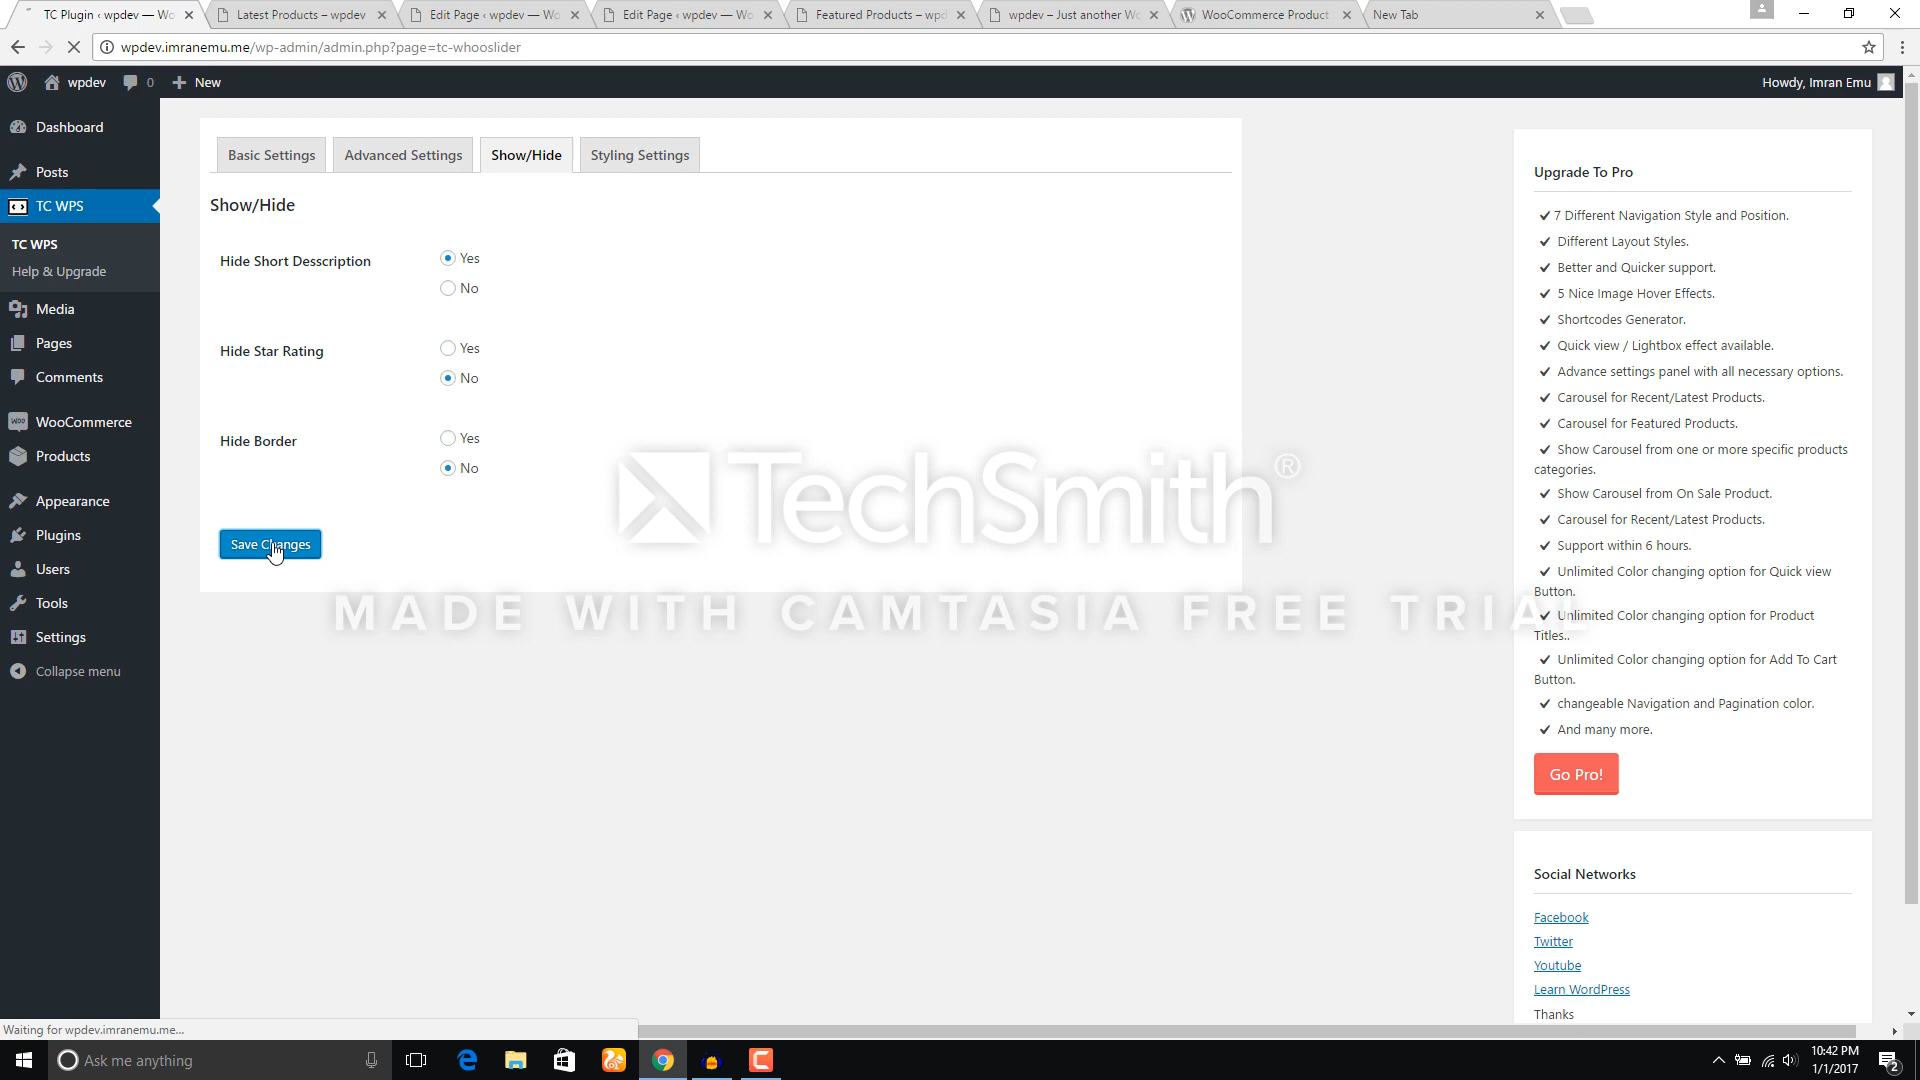 TC Plugin ‹ wpdev — Wo
Latest Products – wpdev
Edit Page ‹ wpdev — Wo
Edit Page ‹ wpdev — Wo
Featured Products – wpd
wpdev – Just another Wo
WooCommerce Product
New Tab
wpdev.imranemu.me/wp-admin/admin.php?page=tc-whooslider
wpdev
0
New
Howdy, Imran Emu
Dashboard
Posts
TC WPS
TC WPS
Help & Upgrade
Media
Pages
Comments
WooCommerce
Products
Appearance
Plugins
Users
Tools
Settings
Collapse menu
Basic Settings
Advanced Settings
Show/Hide
Styling Settings
Show/Hide
Hide Short Desscription
Yes
No
Hide Star Rating
Yes
No
Hide Border
Yes
No
Save Changes
TechSmith®
MADE WITH CAMTASIA FREE TRIAL
Upgrade To Pro
✔ 7 Different Navigation Style and Position.
✔ Different Layout Styles.
✔ Better and Quicker support.
✔ 5 Nice Image Hover Effects.
✔ Shortcodes Generator.
✔ Quick view / Lightbox effect available.
✔ Advance settings panel with all necessary options.
✔ Carousel for Recent/Latest Products.
✔ Carousel for Featured Products.
✔ Show Carousel from one or more specific products
categories.
✔ Show Carousel from On Sale Product.
✔ Carousel for Recent/Latest Products.
✔ Support within 6 hours.
✔ Unlimited Color changing option for Quick view
Button.
✔ Unlimited Color changing option for Product
Titles..
✔ Unlimited Color changing option for Add To Cart
Button.
✔ changeable Navigation and Pagination color.
✔ And many more.
Go Pro!
Social Networks
Facebook
Twitter
Youtube
Learn WordPress
Thanks
Waiting for wpdev.imranemu.me...
Ask me anything
10:42 PM
1/1/2017
2